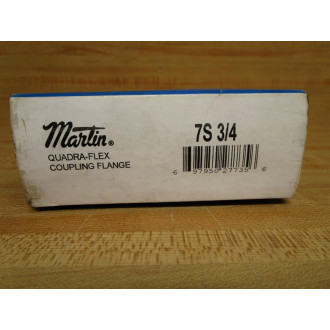 Martin®
QUADRA-FLEX
COUPLING FLANGE
7S 3/4
6 97950 27735 6